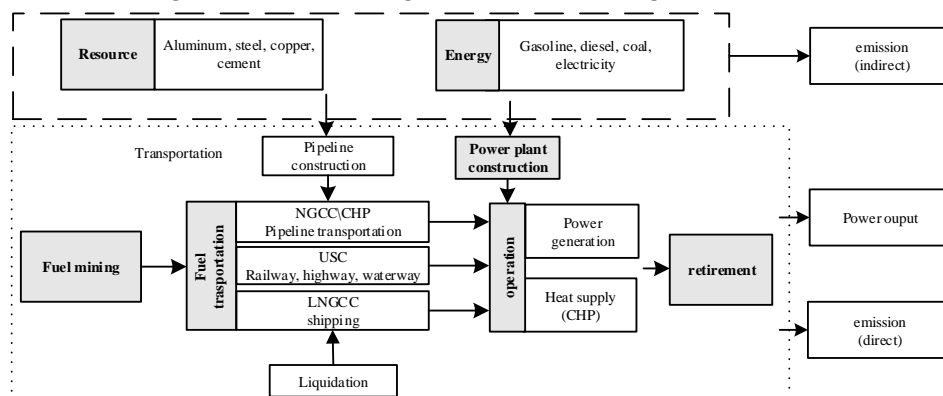 Resource
Aluminum, steel, copper,
cement
Energy
Gasoline, diesel, coal,
electricity
emission
(indirect)
Transportation
Pipeline
construction
Power plant
construction
Fuel mining
Fuel
trasportation
NGCC\CHP
Pipeline transportation
USC
Railway, highway, waterway
LNGCC
shipping
Liquidation
operation
Power
generation
Heat supply
(CHP)
retirement
Power ouput
emission
(direct)